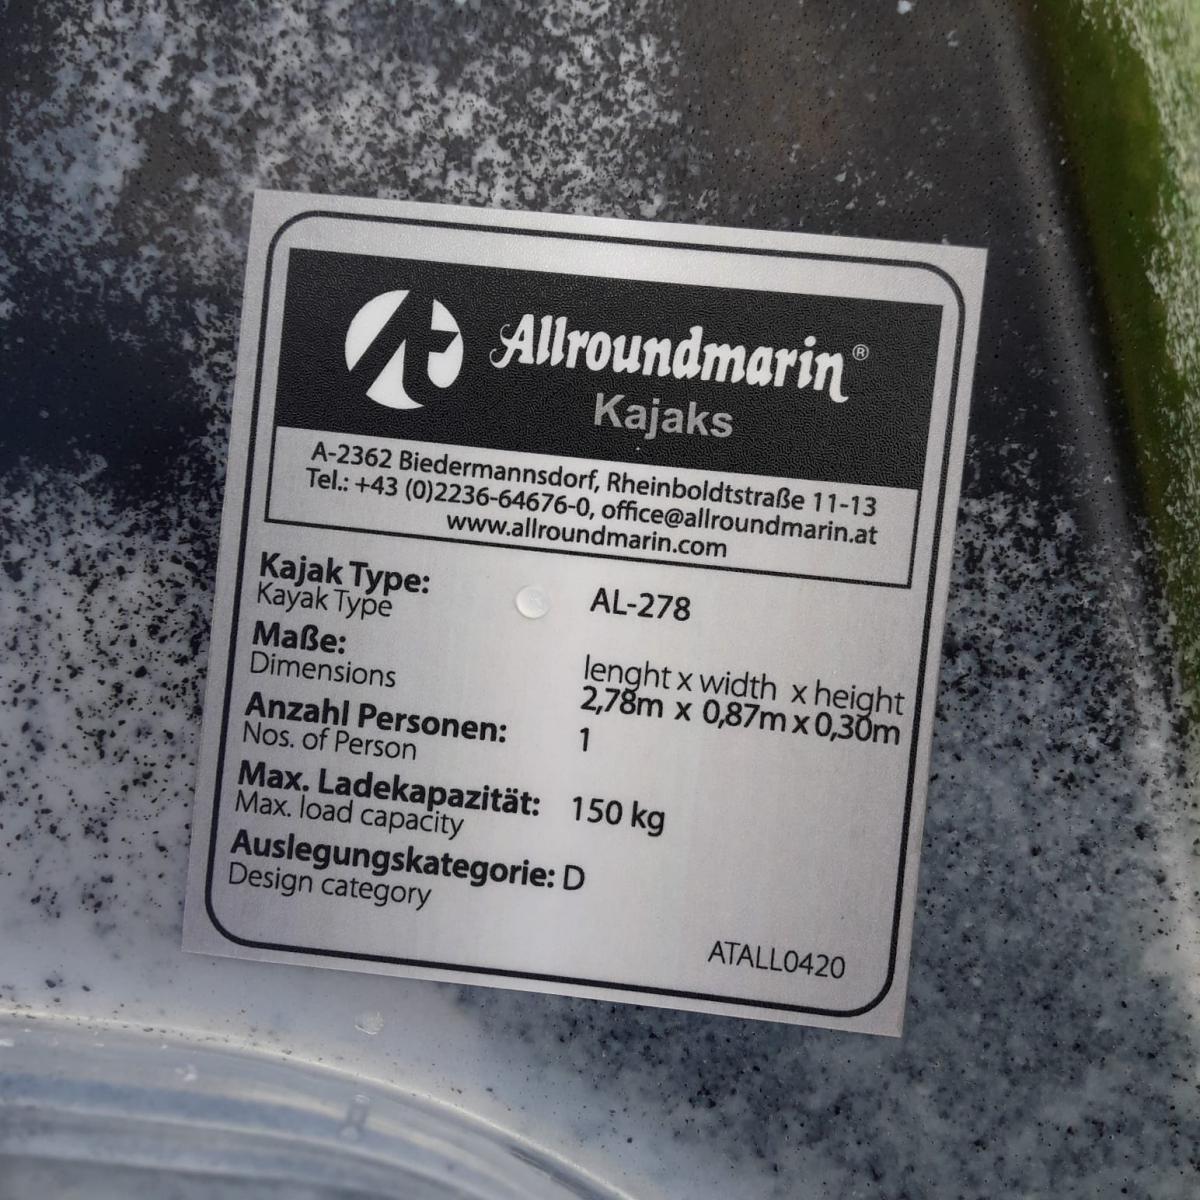 Allroundmarin®
Kajaks
A-2362 Biedermannsdorf, Rheinboldtstraße 11-13
Tel.: +43 (0)2236-64676-0, office@allroundmarin.at
www.allroundmarin.com
Kajak Type: AL-278
Kayak Type
Maße: lenght x width x height
Dimensions 2,78m x 0,87m x 0,30m
Anzahl Personen: 1
Nos. of Person
Max. Ladekapazität: 150 kg
Max. load capacity
Auslegungskategorie: D
Design category
ATALL0420